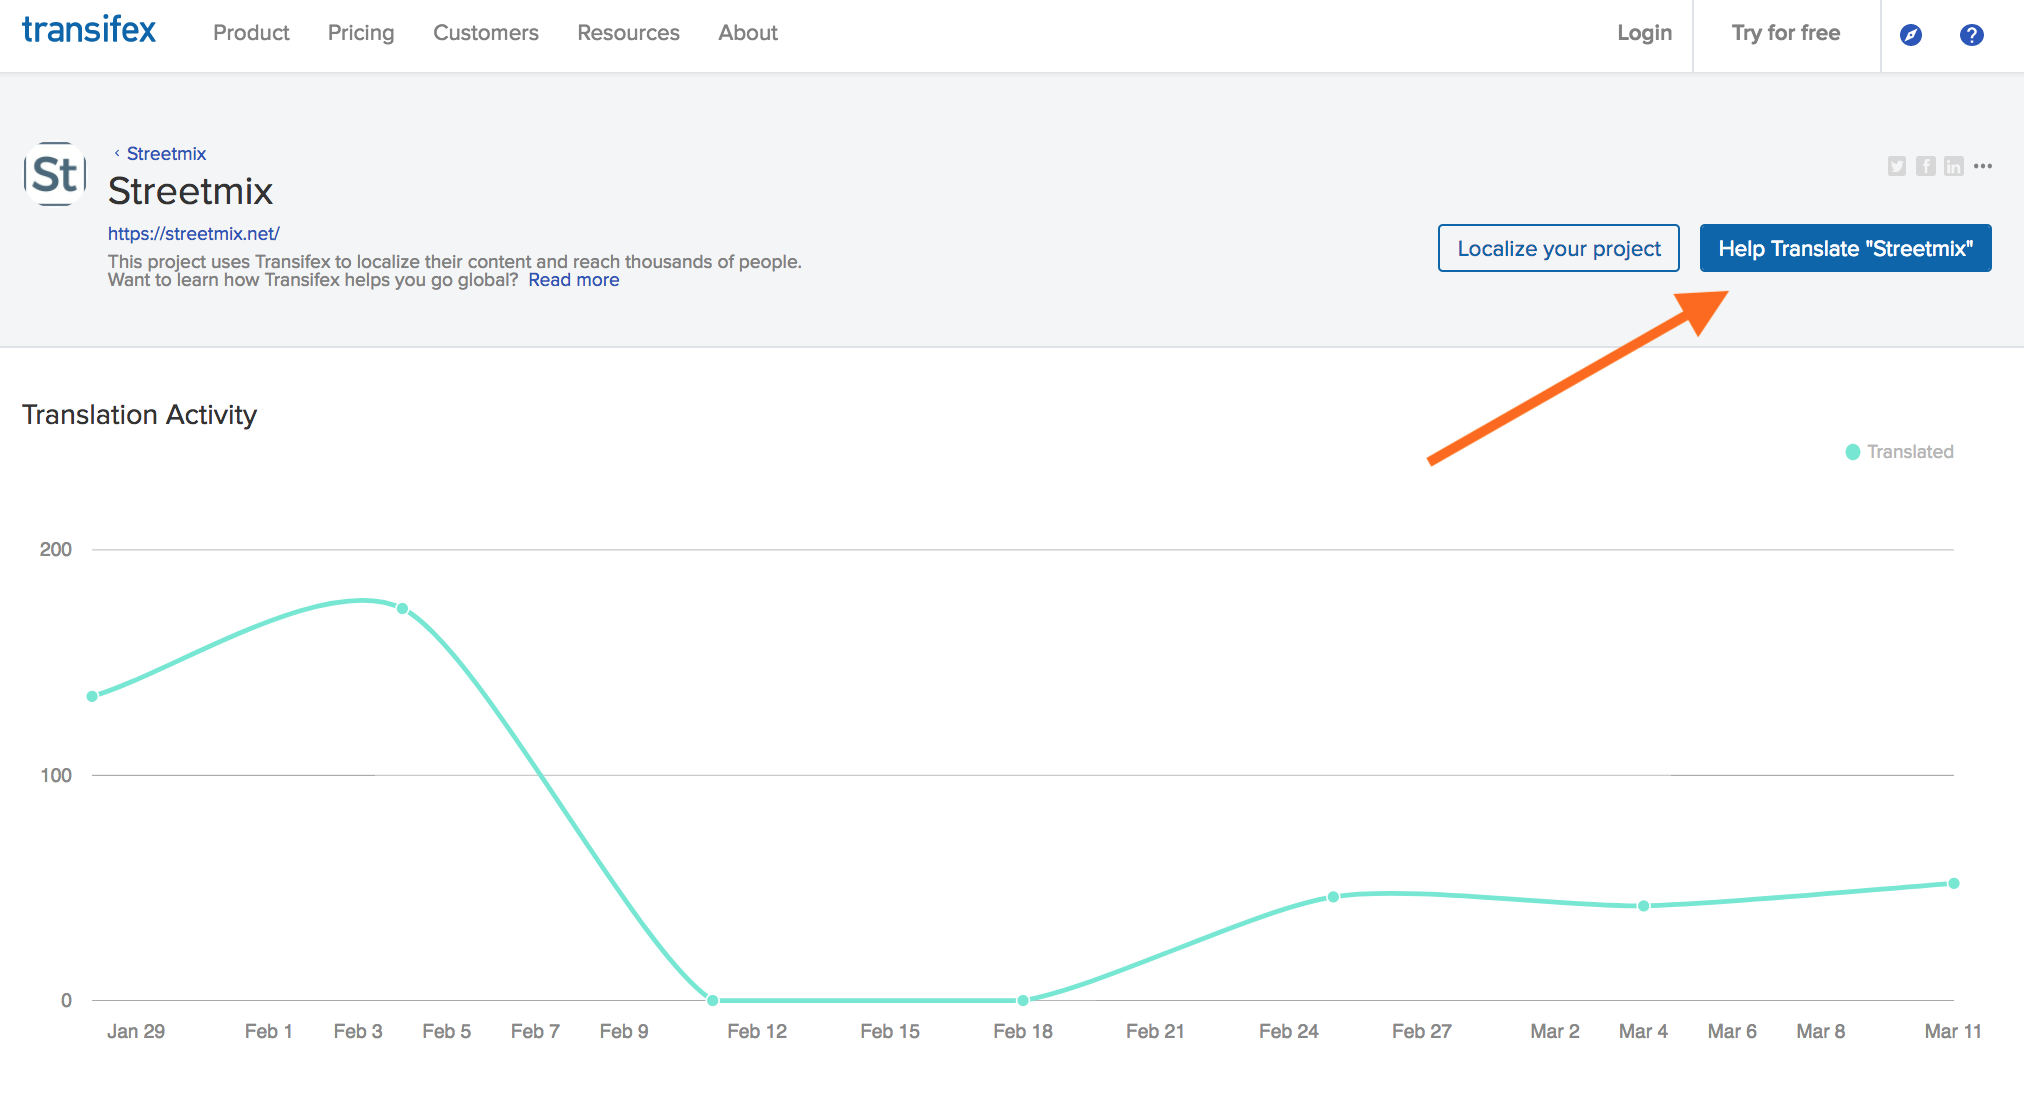 transifex Product Pricing Customers Resources About Login Try for free ?
St
‹ Streetmix
Streetmix
https://streetmix.net/
This project uses Transifex to localize their content and reach thousands of people.
Want to learn how Transifex helps you go global? Read more
Localize your project Help Translate "Streetmix"
Translation Activity
Translated
200
100
0
Jan 29 Feb 1 Feb 3 Feb 5 Feb 7 Feb 9 Feb 12 Feb 15 Feb 18 Feb 21 Feb 24 Feb 27 Mar 2 Mar 4 Mar 6 Mar 8 Mar 11